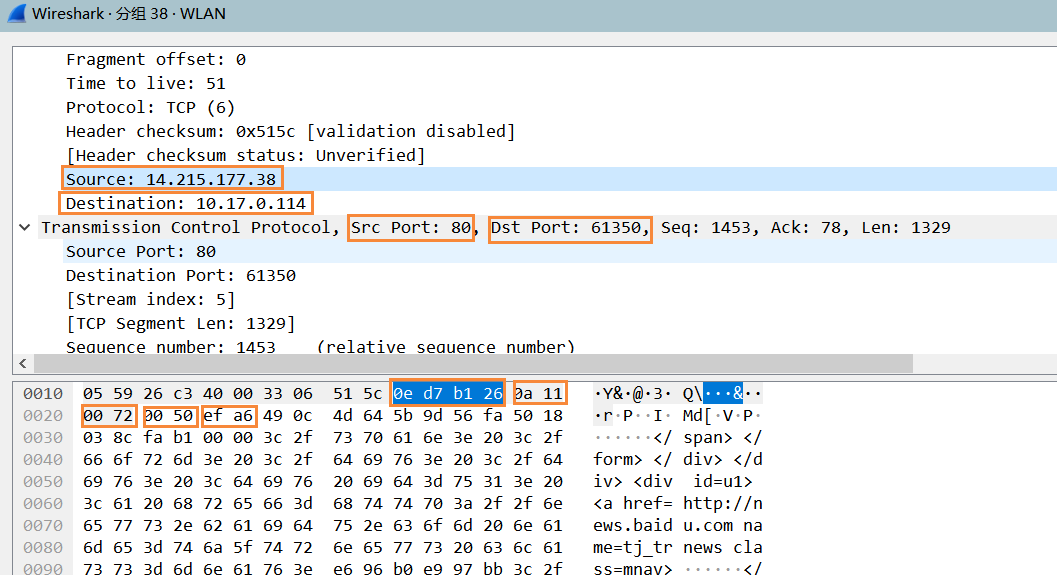 Wireshark · 分组 38 · WLAN
Fragment offset: 0
Time to live: 51
Protocol: TCP (6)
Header checksum: 0x515c [validation disabled]
[Header checksum status: Unverified]
Source: 14.215.177.38
Destination: 10.17.0.114
Transmission Control Protocol, Src Port: 80, Dst Port: 61350, Seq: 1453, Ack: 78, Len: 1329
Source Port: 80
Destination Port: 61350
[Stream index: 5]
[TCP Segment Len: 1329]
Sequence number: 1453    (relative sequence number)
0010  05 59 26 c3 40 00 33 06  51 5c 0e d7 b1 26 0a 11  ·Y&·@·3· Q\···&··
0020  00 72 00 50 ef a6 49 0c  4d 64 5b 9d 56 fa 50 18  ·r·P··I· Md[·V·P·
0030  03 8c fa b1 00 00 3c 2f  73 70 61 6e 3e 20 3c 2f  ······</ span> </
0040  66 6f 72 6d 3e 20 3c 2f  64 69 76 3e 20 3c 2f 64  form> </ div> </d
0050  69 76 3e 20 3c 64 69 76  20 69 64 3d 75 31 3e 20  iv> <div  id=u1>
0060  3c 61 20 68 72 65 66 3d  68 74 74 70 3a 2f 2f 6e  <a href= http://n
0070  65 77 73 2e 62 61 69 64  75 2e 63 6f 6d 20 6e 61  ews.baid u.com na
0080  6d 65 3d 74 6a 5f 74 72  6e 65 77 73 20 63 6c 61  me=tj_tr news cla
0090  73 73 3d 6d 6e 61 76 3e  e6 96 b0 e9 97 bb 3c 2f  ss=mnav> ······</